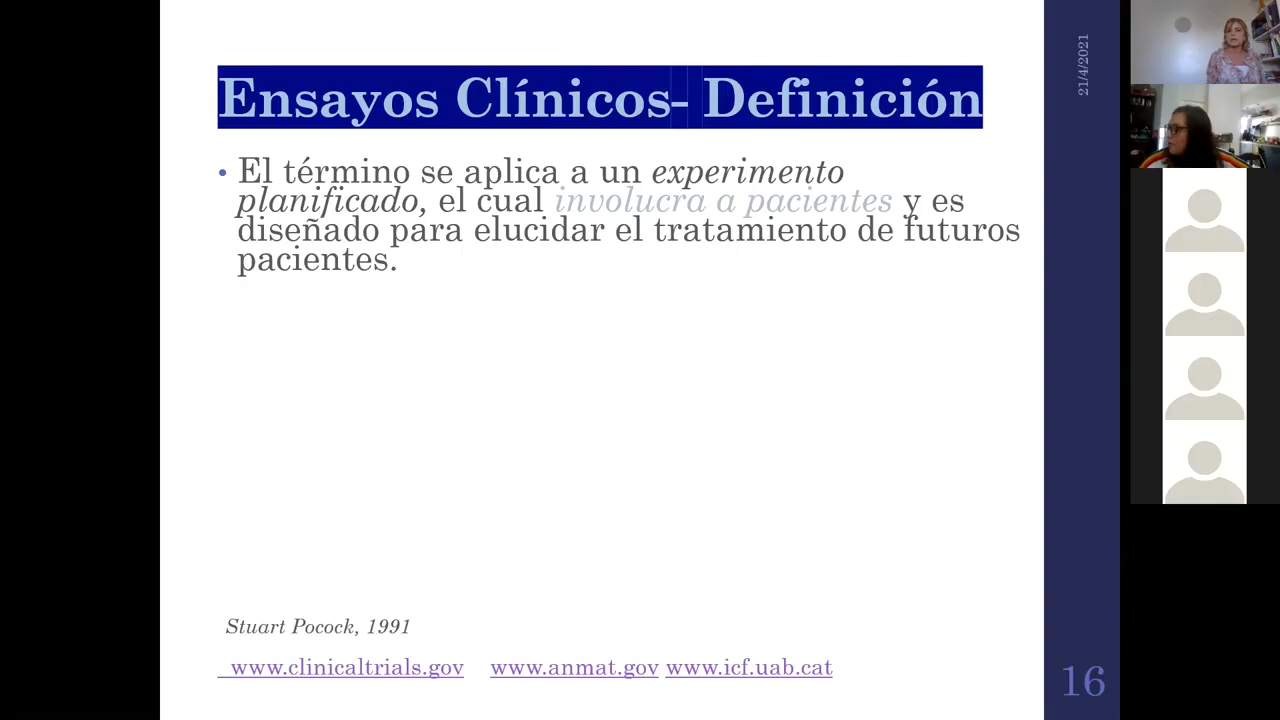 Ensayos Clínicos- Definición
• El término se aplica a un experimento
planificado, el cual involucra a pacientes y es
diseñado para elucidar el tratamiento de futuros
pacientes.
Stuart Pocock, 1991
www.clinicaltrials.gov www.anmat.gov www.icf.uab.cat
21/4/2021
16